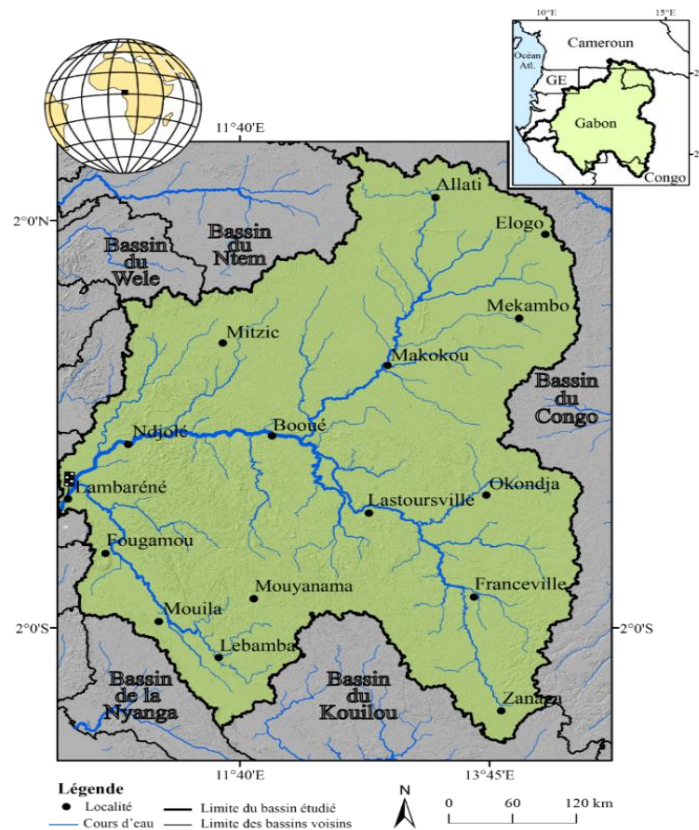 10°E
15°E
Océan
Atl.
Cameroun
GE
Gabon
Congo
2
2
11°40'E
2°0'N
Allati
Elogo
Bassin
du
Wele
Bassin
du
Ntem
Mekambo
Mitzic
Makokou
Bassin
du
Congo
Ndjolé
Booué
Lambaréné
Lastoursville
Okondja
Fougamou
Mouyanama
Franceville
Mouila
2°0'S
2°0'S
Lebamba
Bassin
de la
Nyanga
Bassin
du
Kouilou
Zanaga
11°40'E
13°45'E
Légende
Localité
Limite du bassin étudié
Cours d'eau
Limite des bassins voisins
N
0 60 120 km